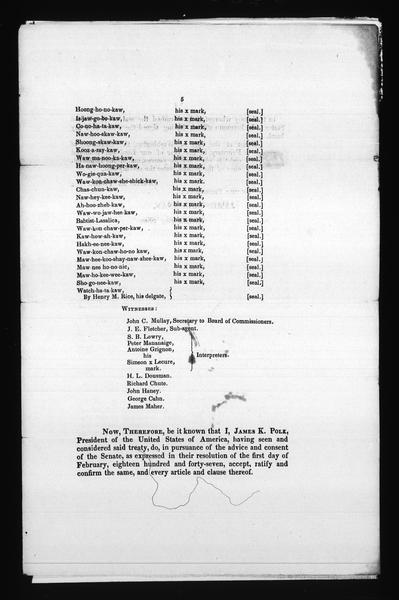 5
Hoong-ho-no-kaw, his x mark, [seal.]
Is-jaw-go-be-kaw, his x mark, [seal.]
Co-no-ha-ta-kaw, his x mark, [seal.]
Naw-hoo-skaw-kaw, his x mark, [seal.]
Shoong-skaw-kaw, his x mark, [seal.]
Kooz-a-ray-kaw, his x mark, [seal.]
Waw-ma-noo-ka-kaw, his x mark, [seal.]
Ha-naw-hoong-per-kaw, his x mark, [seal.]
Wo-gie-qua-kaw, his x mark, [seal.]
Waw-kon-chaw-she-shick-kaw, his x mark, [seal.]
Chas-chun-kaw, his x mark, [seal.]
Naw-hey-kee-kaw, his x mark, [seal.]
Ah-hoo-zheb-kaw, his x mark, [seal.]
Waw-wo-jaw-hee-kaw, his x mark, [seal.]
Babtist-Lasalica, his x mark, [seal.]
Waw-kon-chaw-per-kaw, his x mark, [seal.]
Kaw-how-ah-kaw, his x mark, [seal.]
Hakh-ee-nee-kaw, his x mark, [seal.]
Waw-kon-chaw-ho-no kaw, his x mark, [seal.]
Maw-hee-koo-shay-naw-zhee-kaw, his x mark, [seal.]
Maw-nee ho-no-nic, his x mark, [seal.]
Maw-ho-kee-wee-kaw, his x mark, [seal.]
Sho-go-nee-kaw, his x mark, [seal.]
Watch-ha-ta kaw,
By Henry M. Rice, his delgate, [seal.]
WITNESSES:
John C. Mullay, Secretary to Board of Commissioners.
J. E. Fletcher, Sub-agent.
S. B. Lowry,
Peter Mananaige,
Antoine Grignon,
his Interpreters.
Simeon x Lecure,
mark.
H. L. Dousman.
Richard Chute.
John Haney.
George Culm.
James Maher.
NOW, THEREFORE, be it known that I, JAMES K. POLK,
President of the United States of America, having seen and
considered said treaty, do, in pursuance of the advice and consent
of the Senate, as expressed in their resolution of the first day of
February, eighteen hundred and forty-seven, accept, ratify and
confirm the same, and every article and clause thereof.